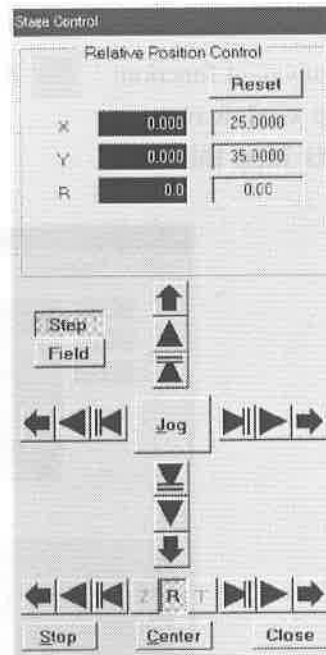 Stage Control
Relative Position Control
Reset
X 0.000 25.0000
Y 0.000 35.0000
R 0.0 0.00
Step
Field
Jog
Z R T
Stop Center Close